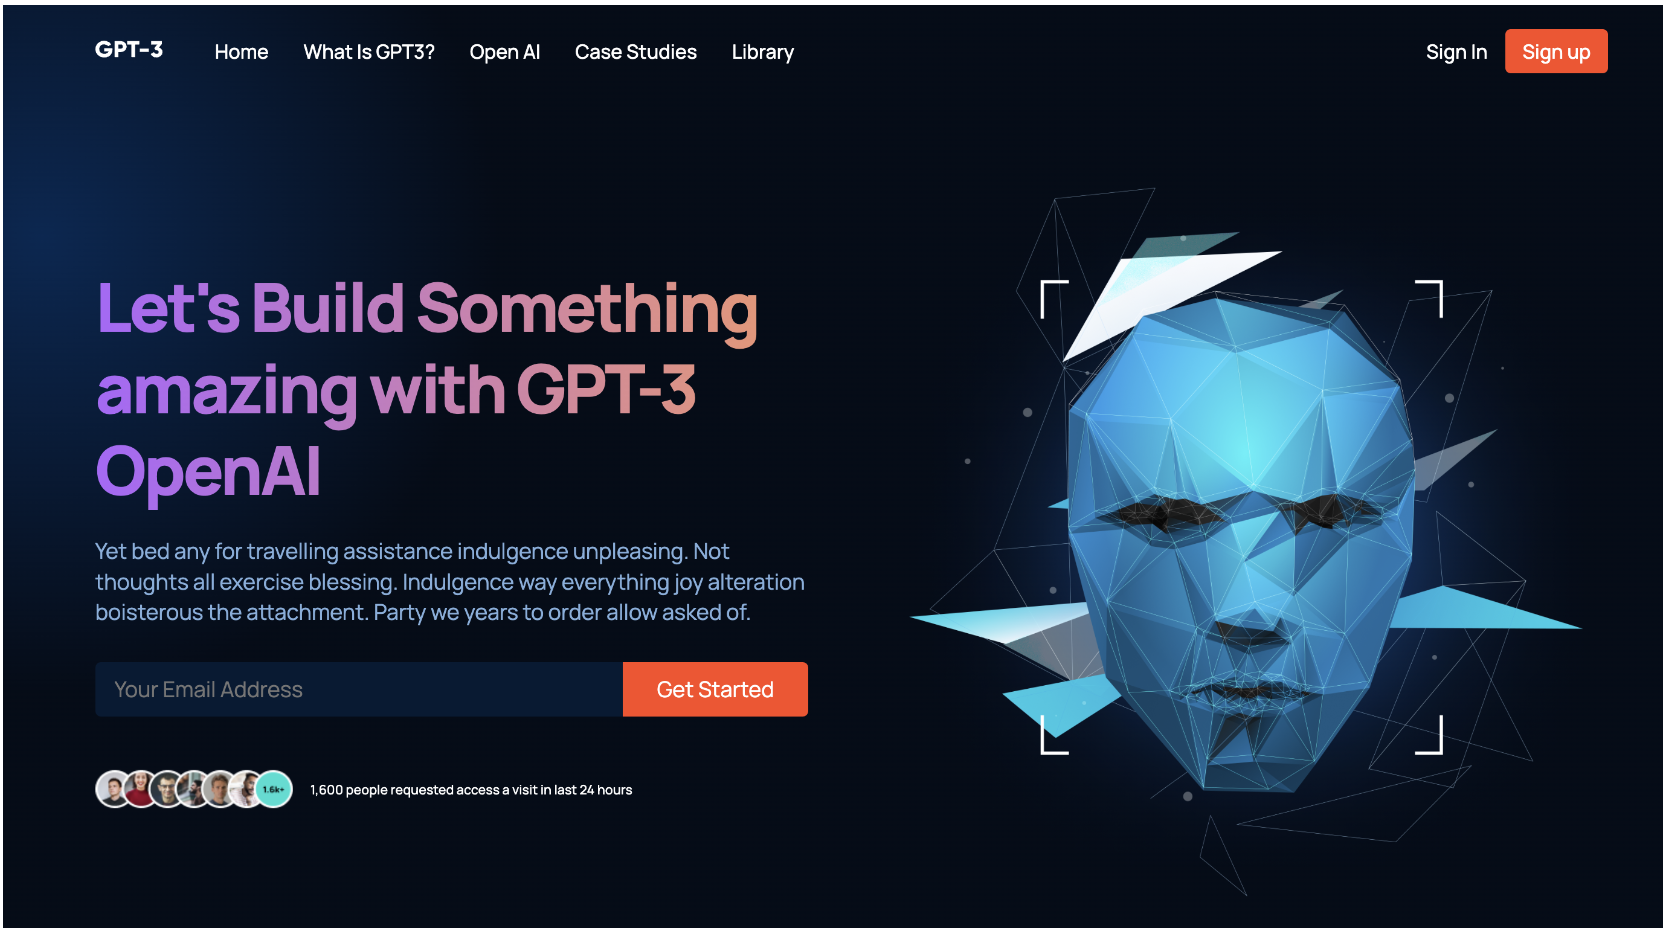 GPT-3 Home What Is GPT3? Open AI Case Studies Library Sign In Sign up
Let's Build Something
amazing with GPT-3
OpenAI
Yet bed any for travelling assistance indulgence unpleasing. Not
thoughts all exercise blessing. Indulgence way everything joy alteration
boisterous the attachment. Party we years to order allow asked of.
Your Email Address Get Started
1.6k+ 1,600 people requested access a visit in last 24 hours